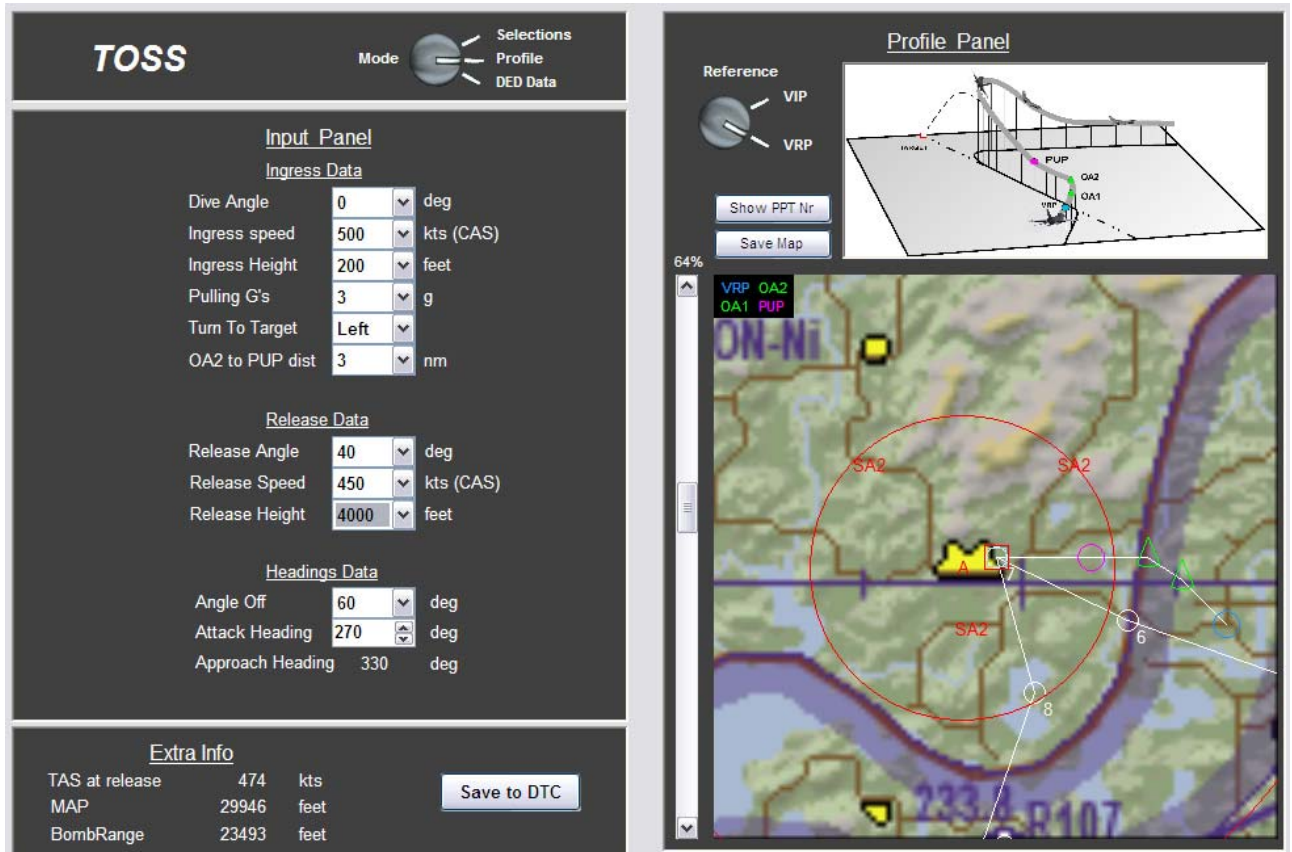 TOSS
Mode
Selections
Profile
DED Data
Input Panel
Ingress Data
Dive Angle 0 deg
Ingress speed 500 kts (CAS)
Ingress Height 200 feet
Pulling G's 3 g
Turn To Target Left
OA2 to PUP dist 3 nm
Release Data
Release Angle 40 deg
Release Speed 450 kts (CAS)
Release Height 4000 feet
Headings Data
Angle Off 60 deg
Attack Heading 270 deg
Approach Heading 330 deg
Extra Info
TAS at release 474 kts
MAP 29946 feet
BombRange 23493 feet
Save to DTC
Profile Panel
Reference
VIP
VRP
TARGET
PUP
OA2
OA1
VRP
Show PPT Nr
Save Map
64%
VRP OA2
OA1 PUP
ON-Ni
SA2
SA2
A
SA2
6
8
R107